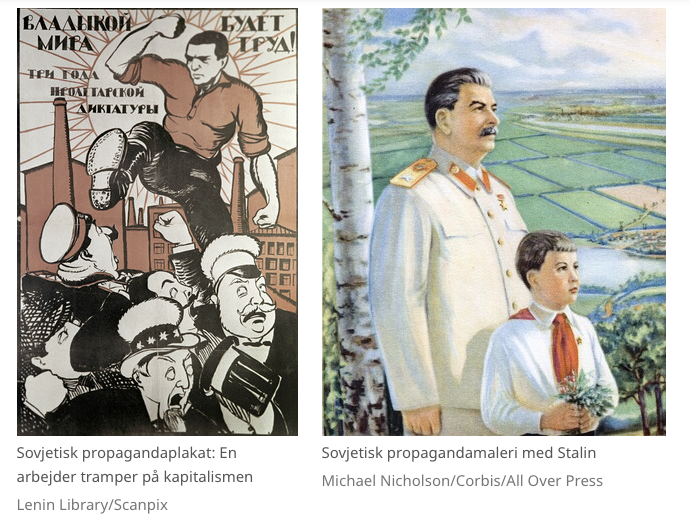 ВЛАДЫКОЙ
МИРА
БУДЕТ
ТРУД!
ТРИ ГОДА
ПРОЛЕТАРСКОЙ
ДИКТАТУРЫ
Sovjetisk propagandaplakat: En
arbejder tramper på kapitalismen
Lenin Library/Scanpix
Sovjetisk propagandamaleri med Stalin
Michael Nicholson/Corbis/All Over Press